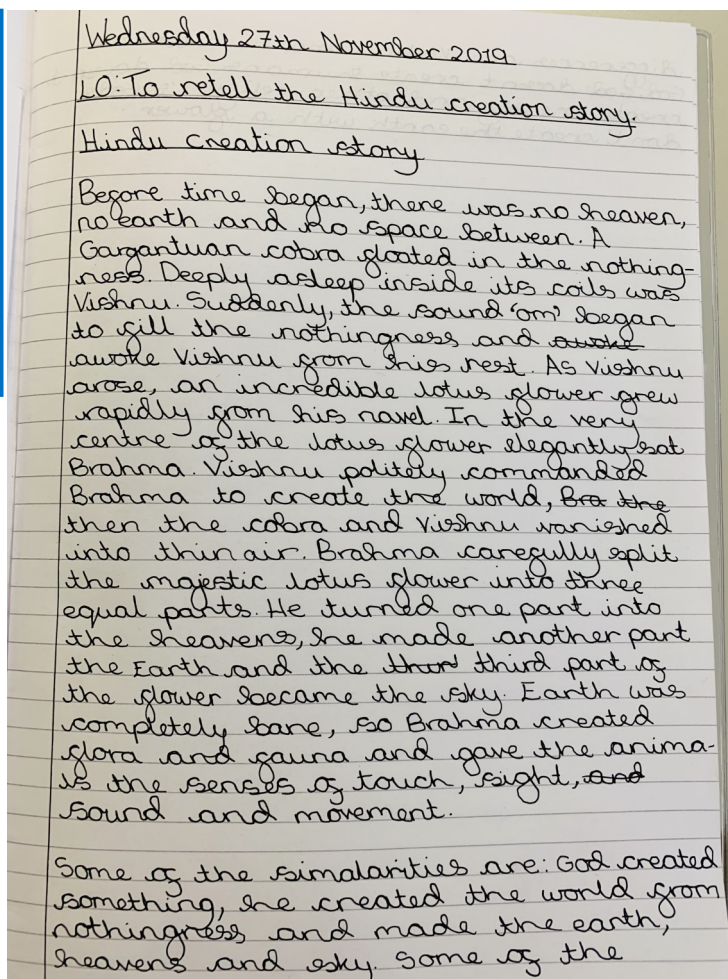 Wednesday 27th November 2019
LO: To retell the Hindu creation story.
Hindu creation story
Before time began, there was no heaven,
no earth and no space between. A
Gargantuan cobra floated in the nothing-
ness. Deeply asleep inside its coils was
Vishnu. Suddenly, the sound 'om' began
to fill the nothingness and awoke
awoke Vishnu from his rest. As Vishnu
arose, an incredible lotus flower grew
rapidly from his navel. In the very
centre of the lotus flower elegantly sat
Brahma. Vishnu politely commanded
Brahma to create the world, Bra the
then the cobra and Vishnu vanished
into thin air. Brahma carefully split
the majestic lotus flower into three
equal parts. He turned one part into
the heavens, he made another part
the Earth and the third third part of
the flower became the sky. Earth was
completely bare, so Brahma created
flora and fauna and gave the anima-
ls the senses of touch, sight, and
sound and movement.
Some of the simalarities are: God created
something, he created the world from
nothingness and made the earth,
heavens and sky. Some of the